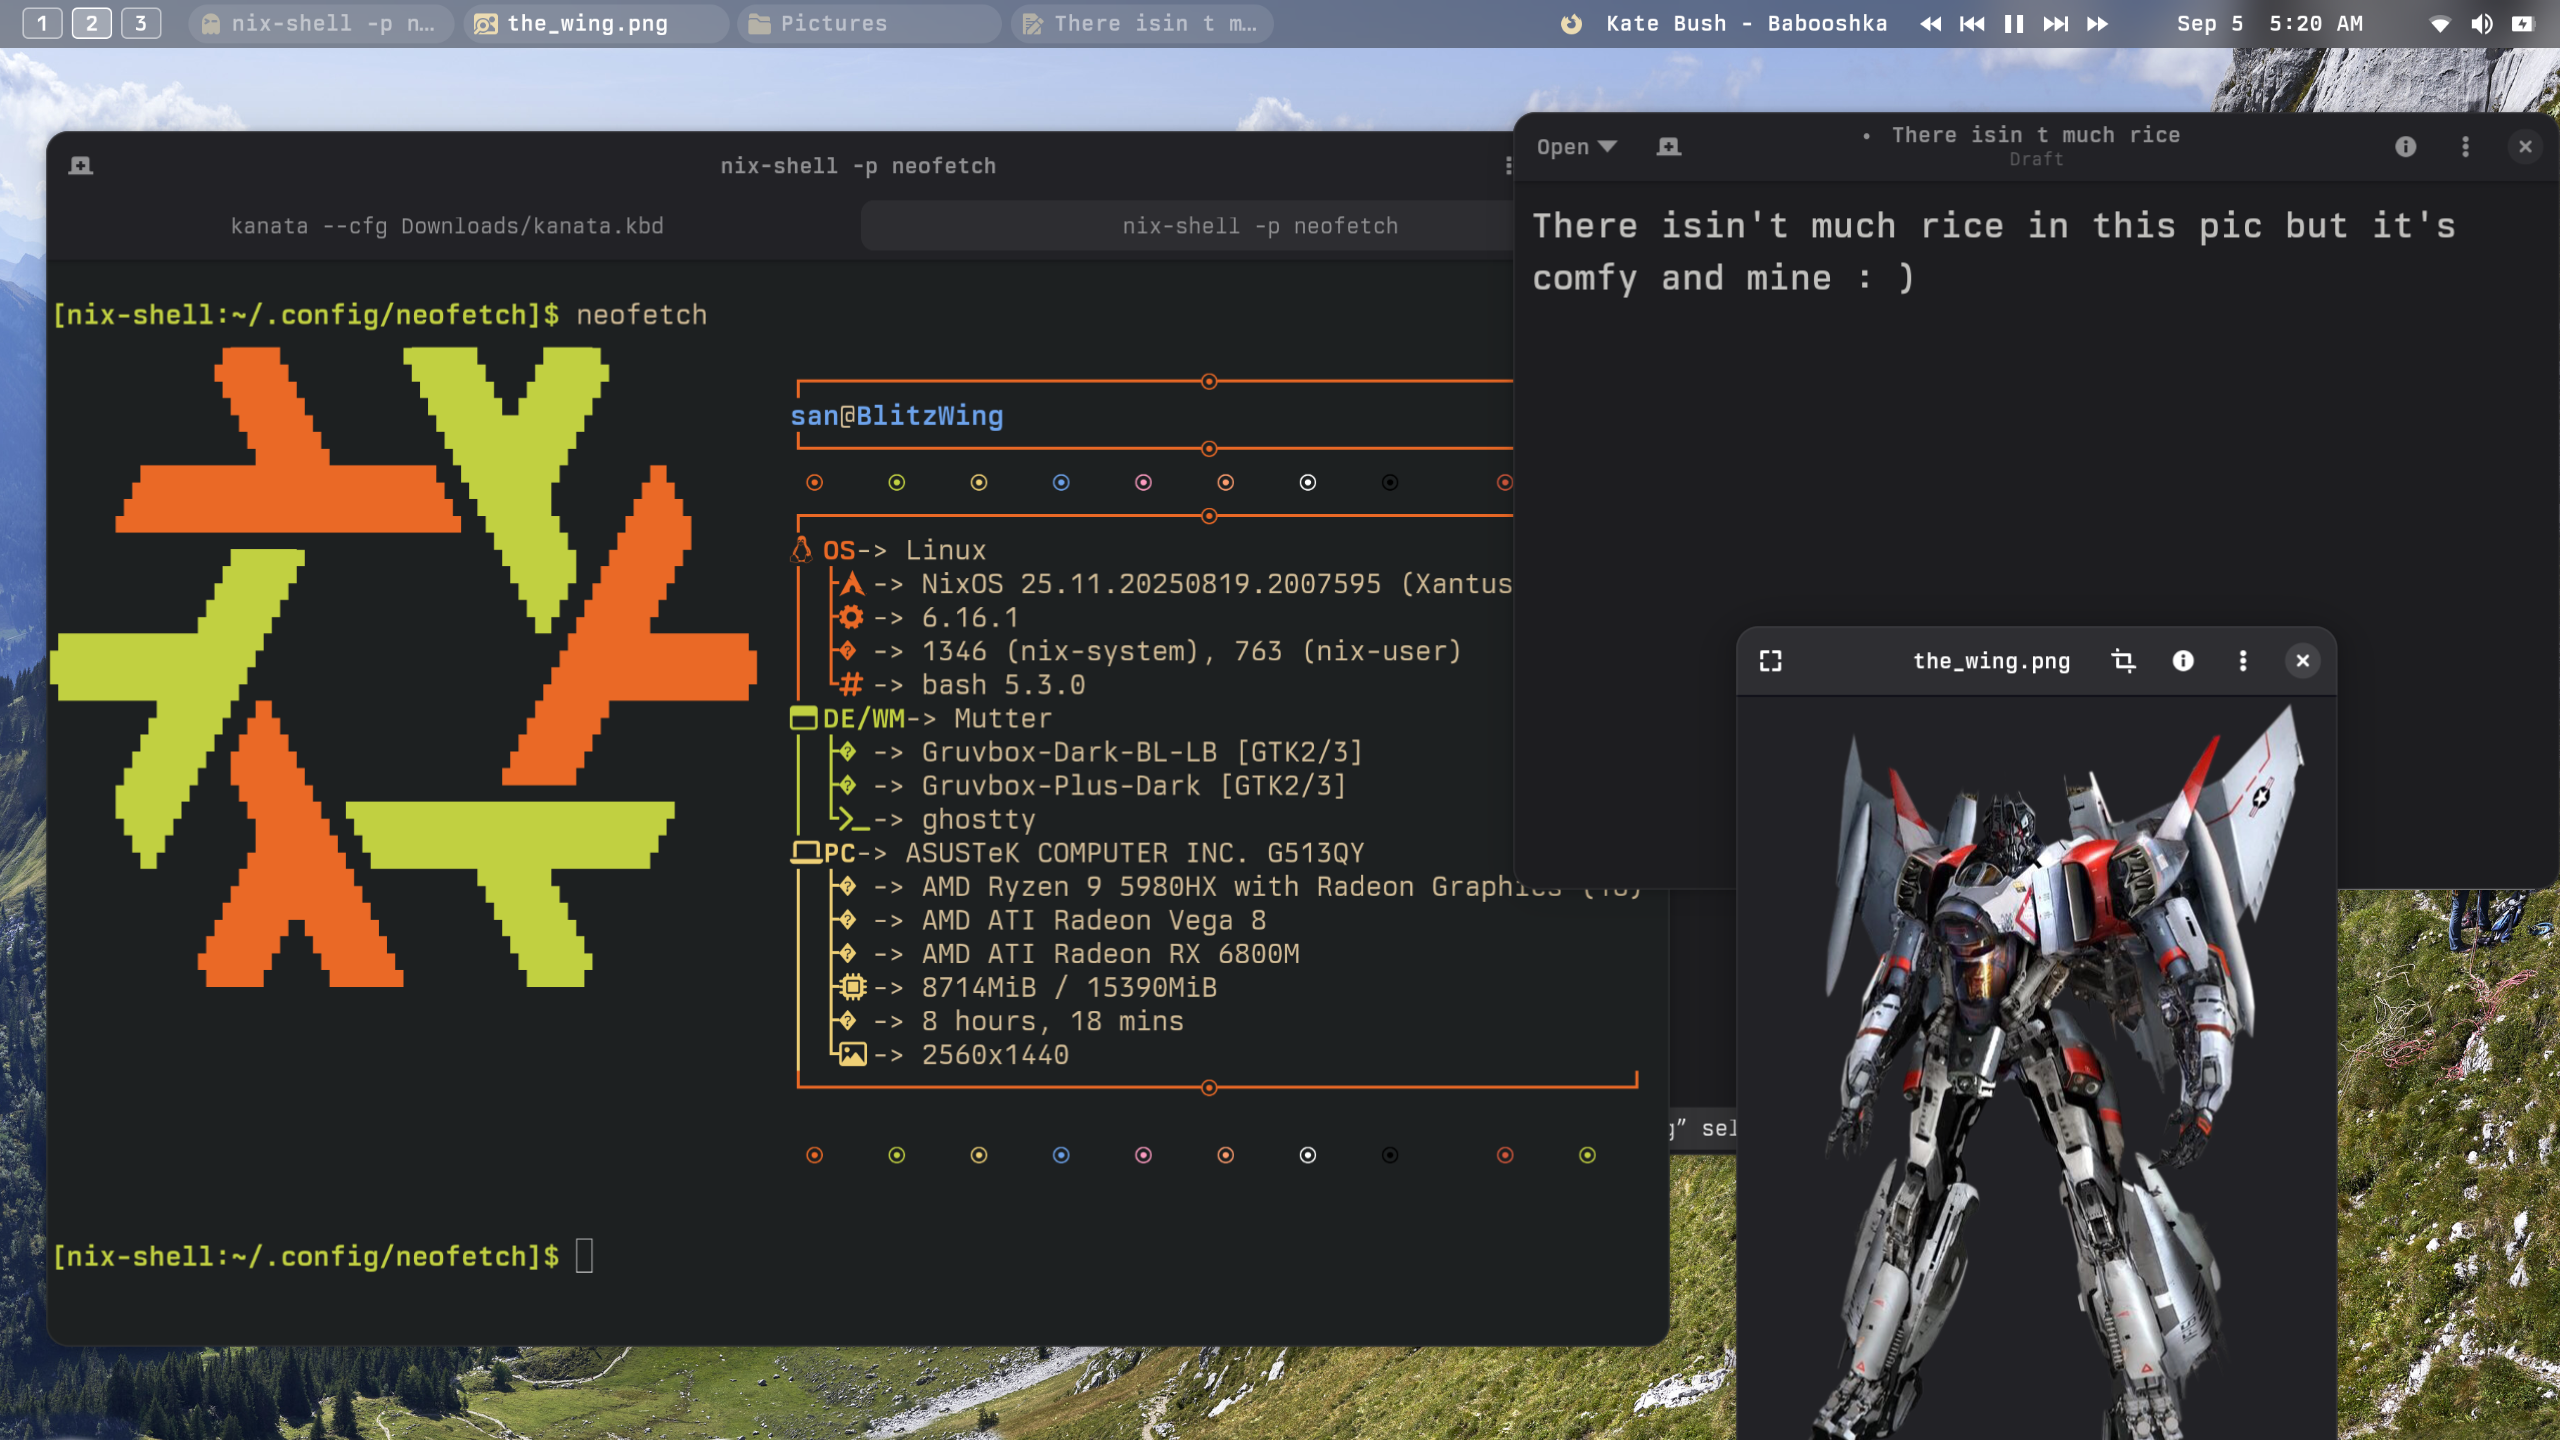 1 2 3 nix-shell -p n… the_wing.png Pictures There isin t m… Kate Bush - Babooshka Sep 5 5:20 AM
nix-shell -p neofetch
kanata --cfg Downloads/kanata.kbd nix-shell -p neofetch
[nix-shell:~/.config/neofetch]$ neofetch
san@BlitzWing
OS-> Linux
-> NixOS 25.11.20250819.2007595 (Xantus
-> 6.16.1
-> 1346 (nix-system), 763 (nix-user)
# -> bash 5.3.0
DE/WM-> Mutter
-> Gruvbox-Dark-BL-LB [GTK2/3]
-> Gruvbox-Plus-Dark [GTK2/3]
-> ghostty
PC-> ASUSTeK COMPUTER INC. G513QY
-> AMD Ryzen 9 5980HX with Radeon Graphics
-> AMD ATI Radeon Vega 8
-> AMD ATI Radeon RX 6800M
-> 8714MiB / 15390MiB
-> 8 hours, 18 mins
-> 2560x1440
[nix-shell:~/.config/neofetch]$
Open • There isin t much rice
Draft
There isin't much rice in this pic but it's
comfy and mine : )
the_wing.png
g” sel